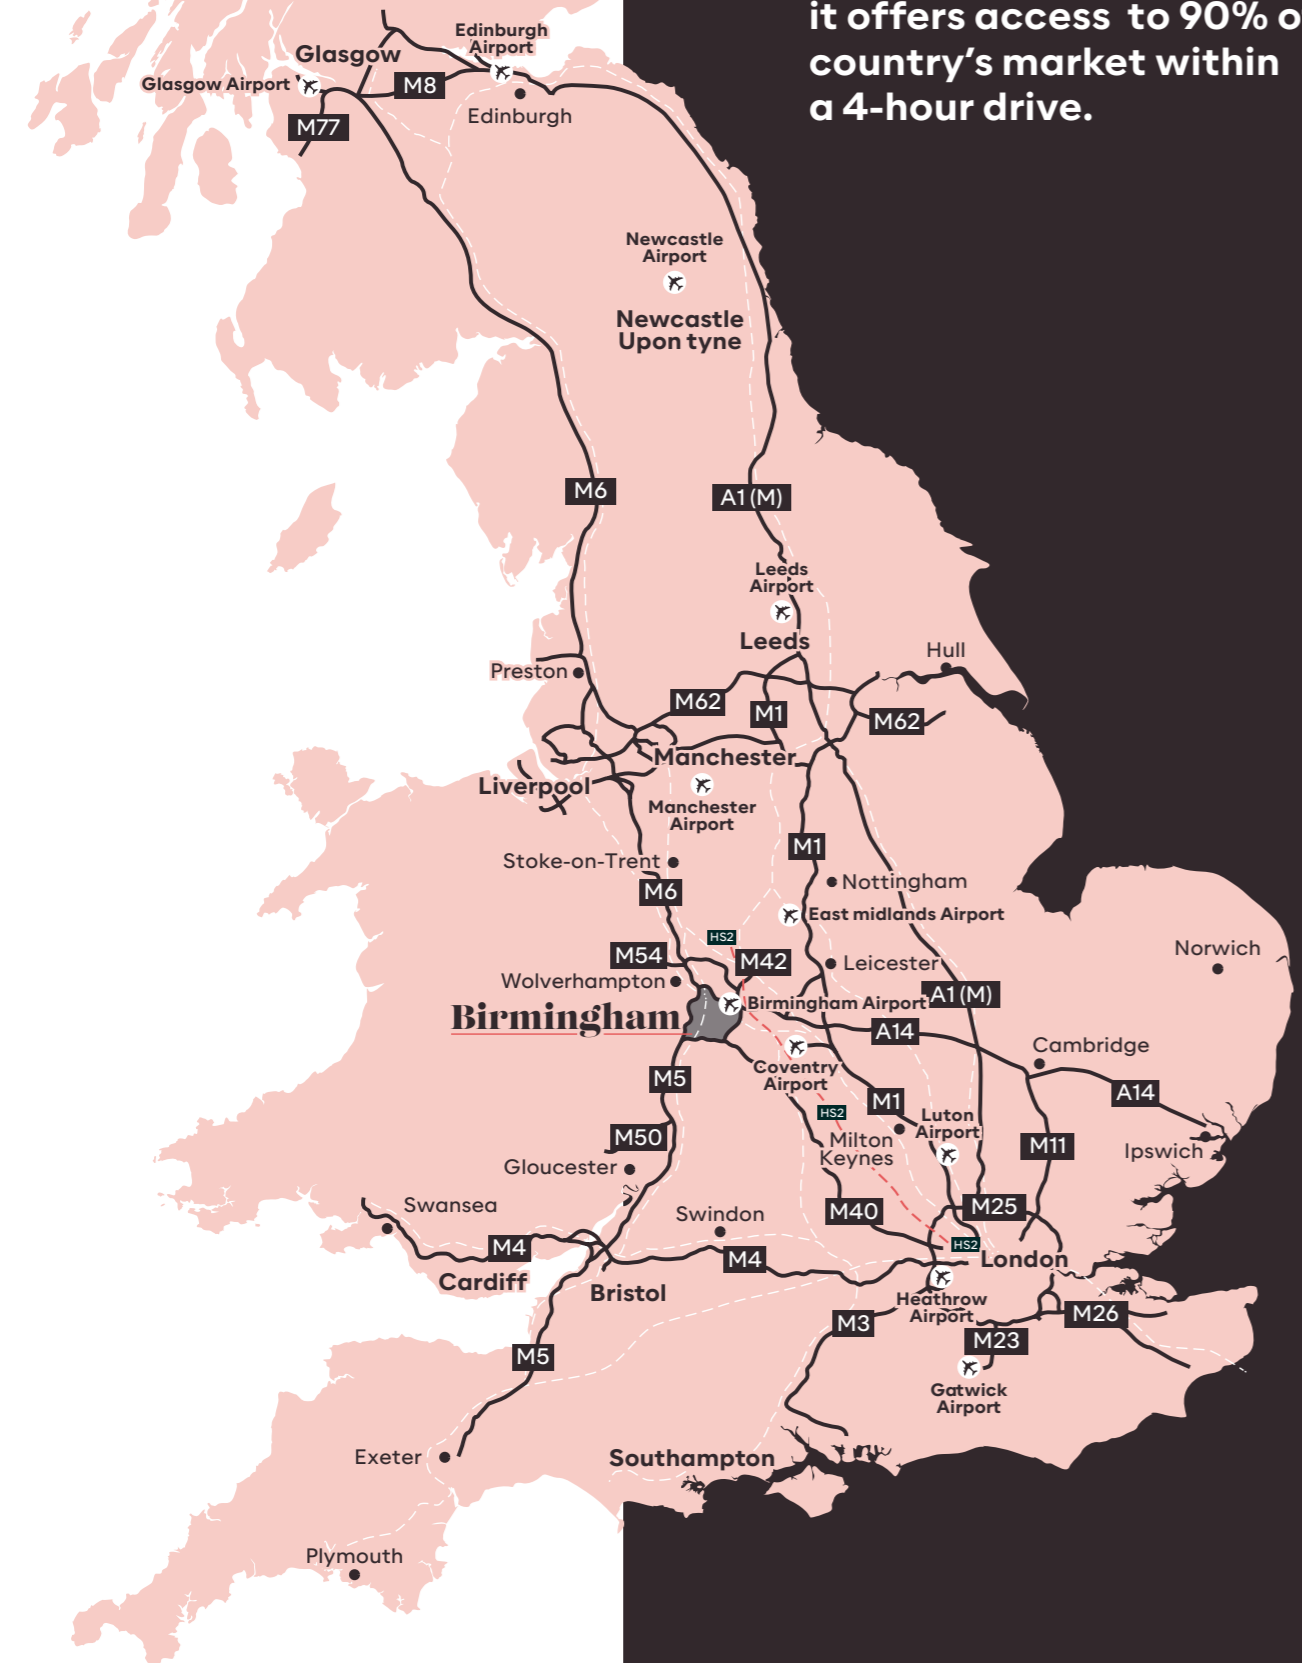 it offers access to 90% o
country's market within
a 4-hour drive.
Edinburgh
Airport
Glasgow
Glasgow Airport
M8
Edinburgh
M77
Newcastle
Airport
Newcastle
Upon tyne
M6
A1 (M)
Leeds
Airport
Leeds
Hull
Preston
M62
M1
M62
Manchester
Liverpool
Manchester
Airport
M1
Stoke-on-Trent
Nottingham
M6
East midlands Airport
HS2
Norwich
M54
M42
Leicester
Wolverhampton
A1 (M)
Birmingham Airport
Birmingham
A14
Cambridge
Coventry
Airport
M5
A14
M1
HS2
Luton
Airport
M50
Milton
Keynes
M11
Ipswich
Gloucester
Swansea
M25
Swindon
M40
M4
HS2
M4
London
Cardiff
Bristol
Heathrow
Airport
M26
M3
M23
M5
Gatwick
Airport
Exeter
Southampton
Plymouth